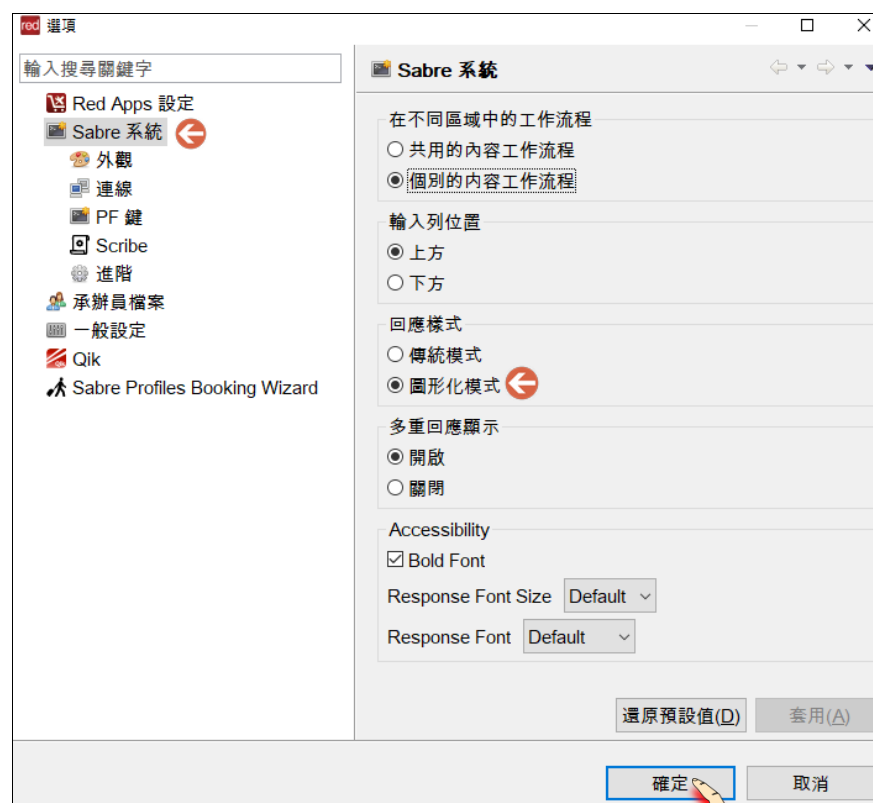 red 選項
輸入搜尋關鍵字
Red Apps 設定
Sabre 系統
外觀
連線
PF 鍵
Scribe
進階
承辦員檔案
一般設定
Qik
Sabre Profiles Booking Wizard
Sabre 系統
在不同區域中的工作流程
共用的內容工作流程
個別的內容工作流程
輸入列位置
上方
下方
回應樣式
傳統模式
圖形化模式
多重回應顯示
開啟
關閉
Accessibility
Bold Font
Response Font Size Default
Response Font Default
還原預設值(D) 套用(A)
確定 取消